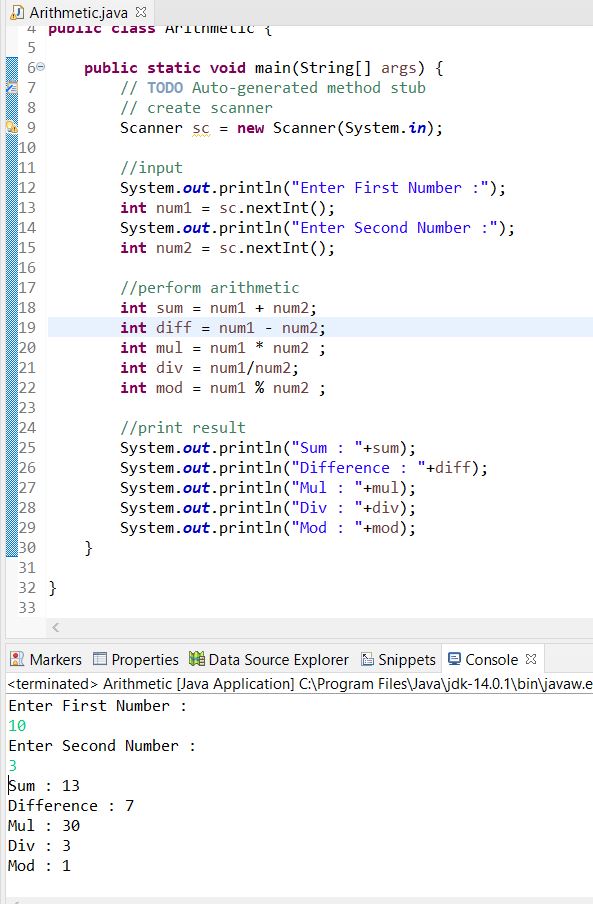 Arithmetic.java
4 public class Arithmetic {
5
6 public static void main(String[] args) {
7 // TODO Auto-generated method stub
8 // create scanner
9 Scanner sc = new Scanner(System.in);
10
11 //input
12 System.out.println("Enter First Number :");
13 int num1 = sc.nextInt();
14 System.out.println("Enter Second Number :");
15 int num2 = sc.nextInt();
16
17 //perform arithmetic
18 int sum = num1 + num2;
19 int diff = num1 - num2;
20 int mul = num1 * num2 ;
21 int div = num1/num2;
22 int mod = num1 % num2 ;
23
24 //print result
25 System.out.println("Sum : "+sum);
26 System.out.println("Difference : "+diff);
27 System.out.println("Mul : "+mul);
28 System.out.println("Div : "+div);
29 System.out.println("Mod : "+mod);
30 }
31
32 }
33
Markers Properties Data Source Explorer Snippets Console
<terminated> Arithmetic [Java Application] C:\Program Files\Java\jdk-14.0.1\bin\javaw.e
Enter First Number :
10
Enter Second Number :
3
Sum : 13
Difference : 7
Mul : 30
Div : 3
Mod : 1